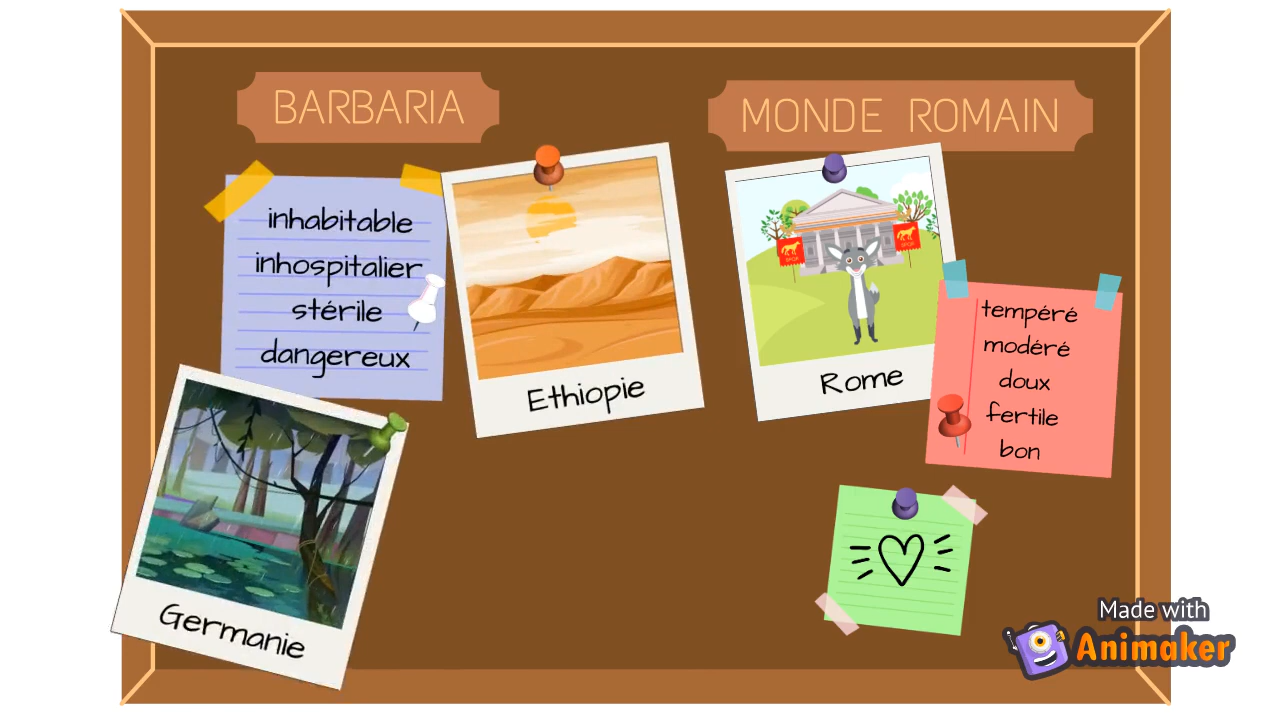 BARBARIA
inhabitable
inhospitalier
stérile
dangereux
Ethiopie
Germanie
MONDE ROMAIN
Rome
tempéré
modéré
doux
fertile
bon
Made with
Animaker